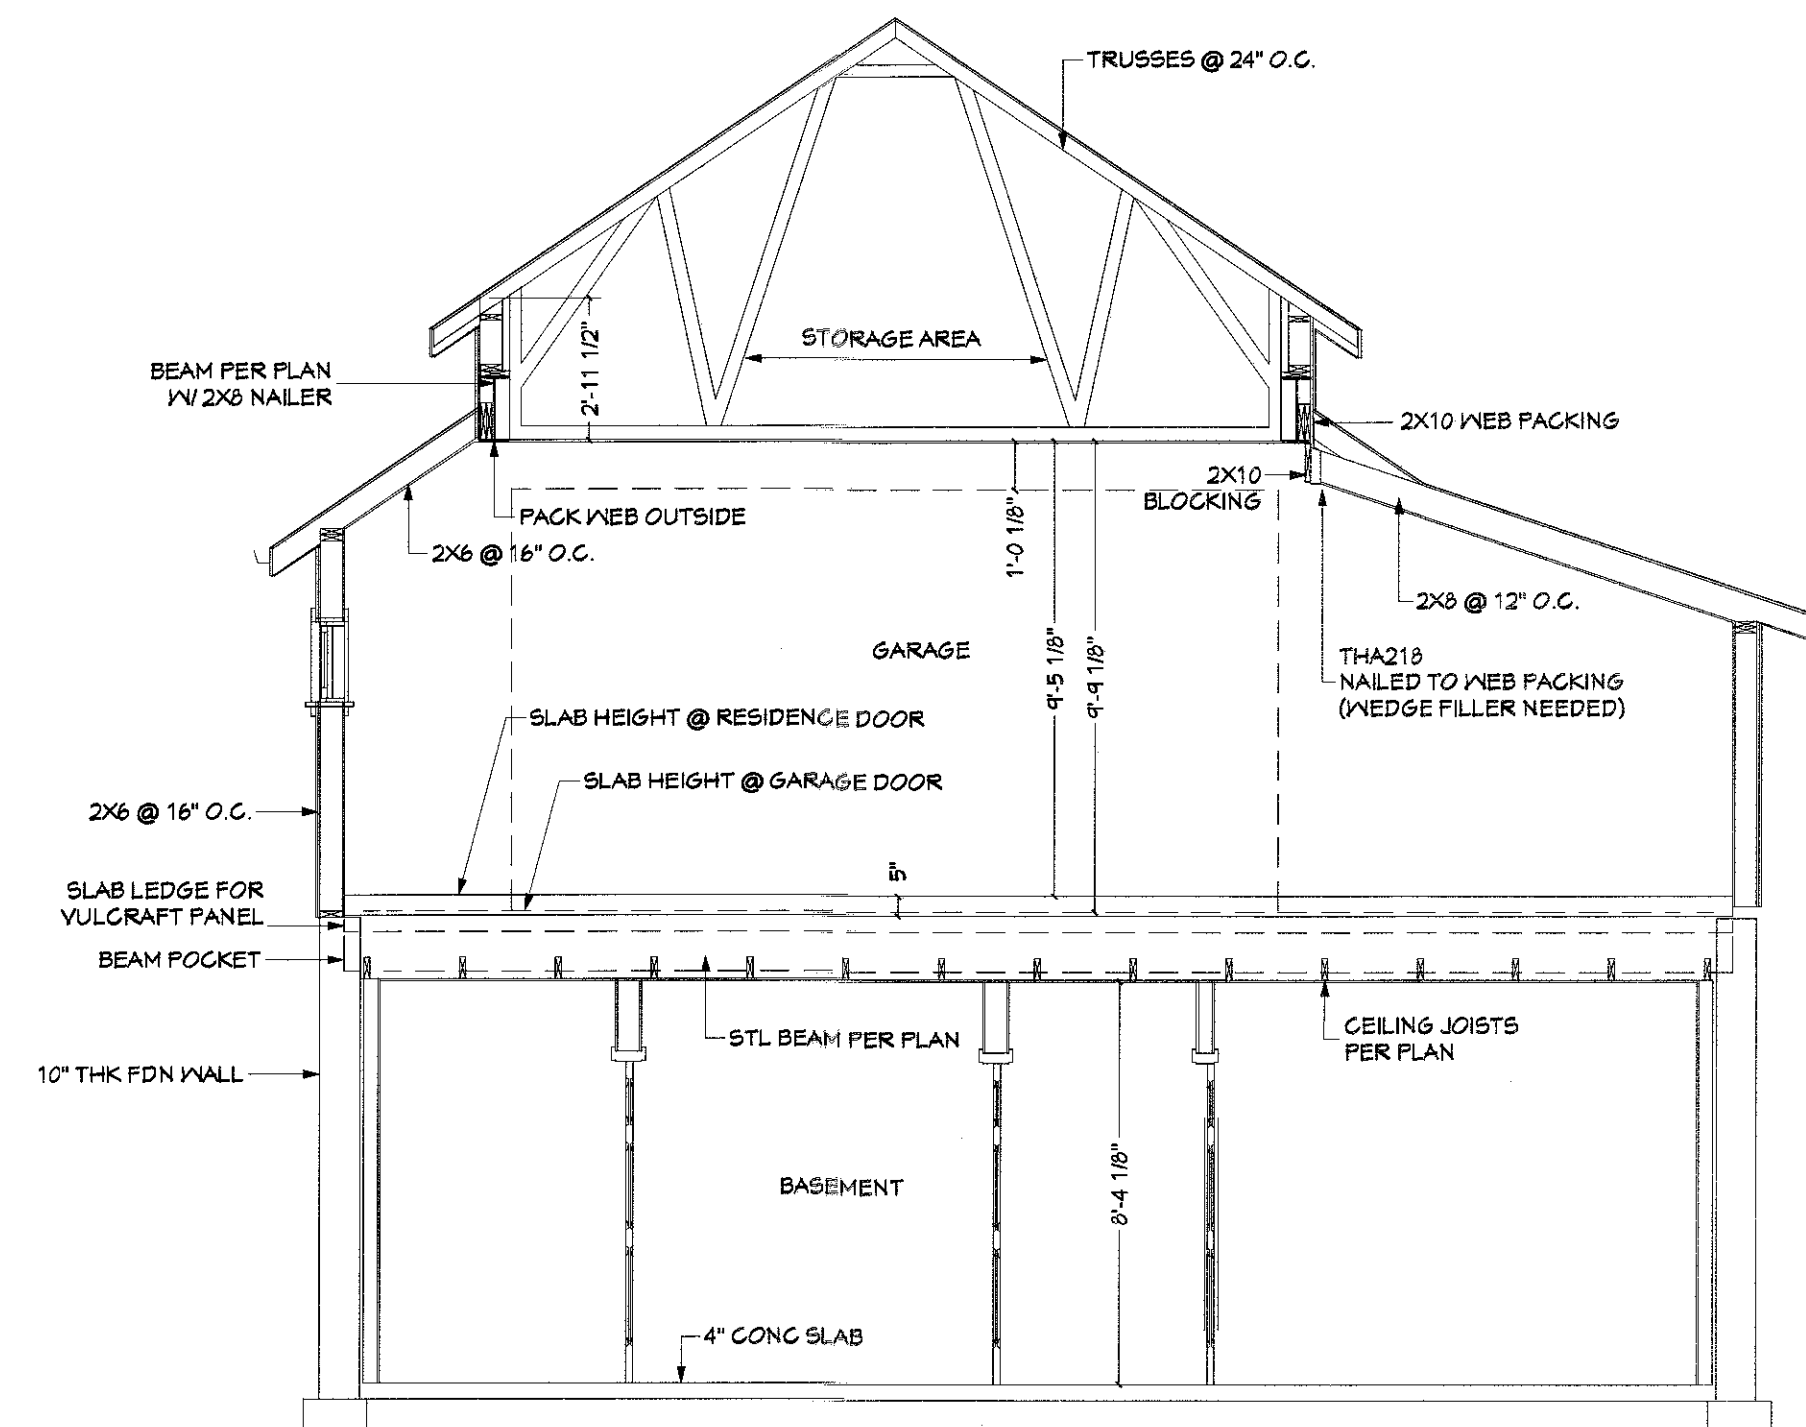 TRUSSES @ 24" O.C.
STORAGE AREA
2'-11 1/2"
BEAM PER PLAN
W/ 2X8 NAILER
2X10 WEB PACKING
2X10
BLOCKING
PACK WEB OUTSIDE
2X6 @ 16" O.C.
1'-0 1/8"
2X8 @ 12" O.C.
GARAGE
9'-5 1/8"
9'-9 1/8"
THA218
NAILED TO WEB PACKING
(WEDGE FILLER NEEDED)
SLAB HEIGHT @ RESIDENCE DOOR
SLAB HEIGHT @ GARAGE DOOR
2X6 @ 16" O.C.
5"
SLAB LEDGE FOR
VULCRAFT PANEL
BEAM POCKET
STL BEAM PER PLAN
CEILING JOISTS
PER PLAN
10" THK FDN WALL
8'-4 1/8"
BASEMENT
4" CONC SLAB